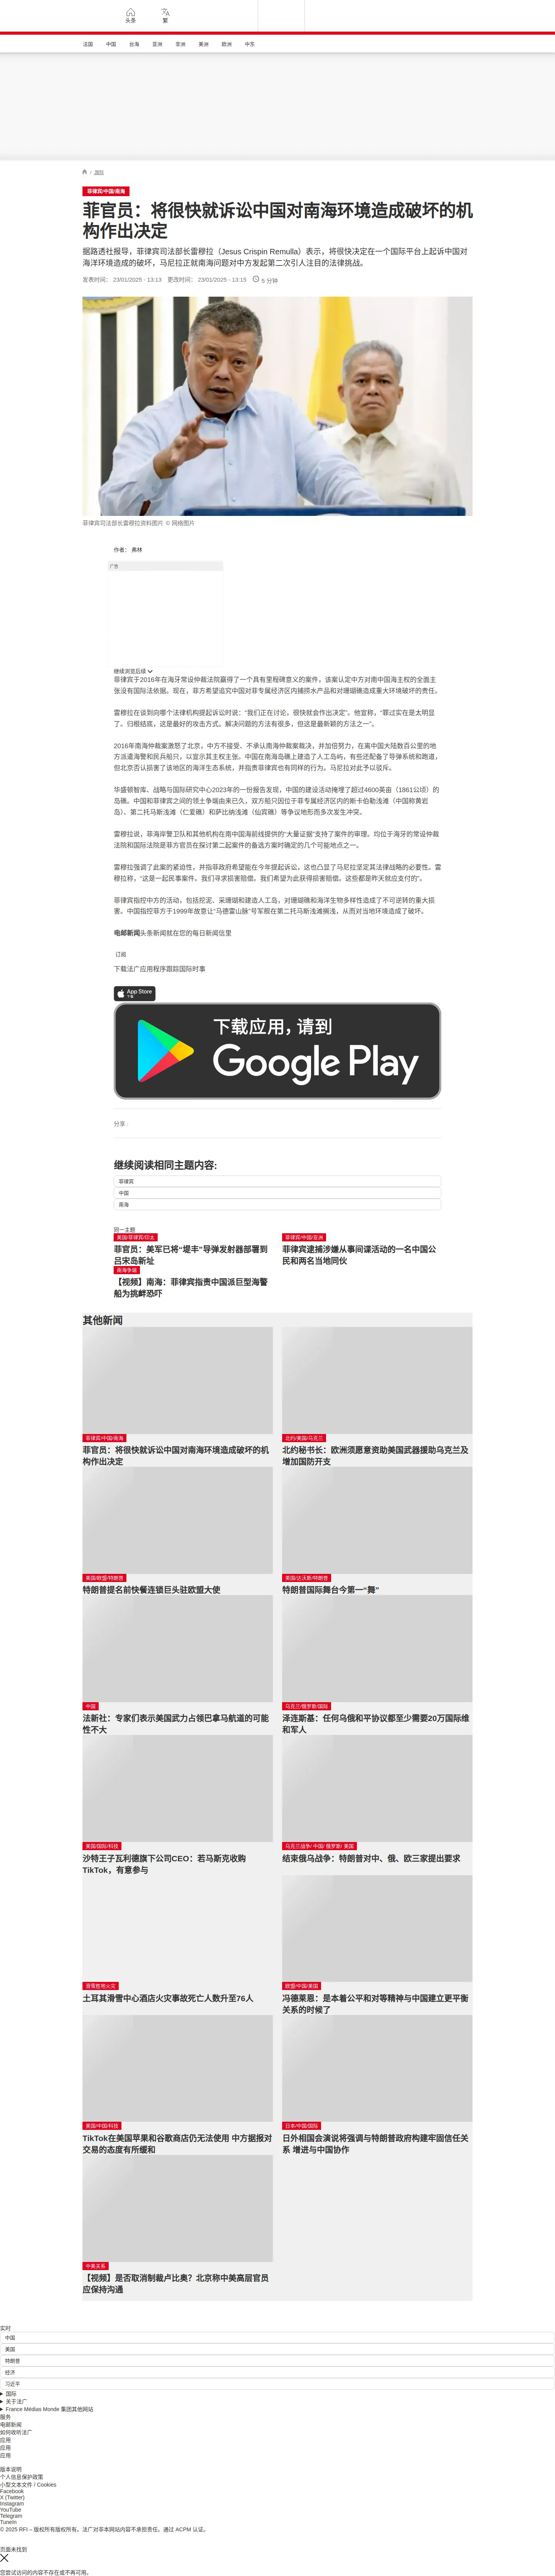 头条
繁
法国
中国
台海
亚洲
非洲
美洲
欧洲
中东
/ 国际
菲律宾/中国/南海
菲官员：将很快就诉讼中国对南海环境造成破坏的机
构作出决定
据路透社报导，菲律宾司法部长雷穆拉（Jesus Crispin Remulla）表示，将很快决定在一个国际平台上起诉中国对
海洋环境造成的破坏，马尼拉正就南海问题对中方发起第二次引人注目的法律挑战。
发表时间： 23/01/2025 - 13:13 更改时间： 23/01/2025 - 13:15 5 分钟
菲律宾司法部长雷穆拉资料图片 © 网络图片
作者： 弗林
广告
继续浏览后续
菲律宾于2016年在海牙常设仲裁法院赢得了一个具有里程碑意义的案件，该案认定中方对南中国海主权的全面主
张没有国际法依据。现在，菲方希望追究中国对菲专属经济区内捕捞水产品和对珊瑚礁造成重大环境破坏的责任。
雷穆拉在谈到向哪个法律机构提起诉讼时说：“我们正在讨论，很快就会作出决定”。他宣称，“罪过实在是太明显
了。归根结底，这是最好的攻击方式。解决问题的方法有很多，但这是最新颖的方法之一”。
2016年南海仲裁案激怒了北京，中方不接受、不承认南海仲裁案裁决，并加倍努力，在离中国大陆数百公里的地
方派遣海警和民兵船只，以宣示其主权主张。中国在南海岛礁上建造了人工岛屿，有些还配备了导弹系统和跑道，
但北京否认损害了该地区的海洋生态系统，并指责菲律宾也有同样的行为。马尼拉对此予以驳斥。
华盛顿智库、战略与国际研究中心2023年的一份报告发现，中国的建设活动掩埋了超过4600英亩（1861公顷）的
岛礁。中国和菲律宾之间的领土争端由来已久，双方船只因位于菲专属经济区内的斯卡伯勒浅滩（中国称黄岩
岛）、第二托马斯浅滩（仁爱礁）和萨比纳浅滩（仙宾礁）等争议地形而多次发生冲突。
雷穆拉说，菲海岸警卫队和其他机构在南中国海前线提供的“大量证据”支持了案件的审理。均位于海牙的常设仲裁
法院和国际法院是菲方官员在探讨第二起案件的备选方案时确定的几个可能地点之一。
雷穆拉强调了此案的紧迫性，并指菲政府希望能在今年提起诉讼，这也凸显了马尼拉坚定其法律战略的必要性。雷
穆拉称，“这是一起民事案件。我们寻求损害赔偿。我们希望为此获得损害赔偿。这些都是昨天就应支付的”。
菲律宾指控中方的活动，包括挖泥、采珊瑚和建造人工岛，对珊瑚礁和海洋生物多样性造成了不可逆转的重大损
害。中国指控菲方于1999年故意让“马德雷山脉”号军舰在第二托马斯浅滩搁浅，从而对当地环境造成了破坏。
电邮新闻头条新闻就在您的每日新闻信里
订阅
下载法广应用程序跟踪国际时事
App Store
下载
下载应用，请到
Google Play
分享 :
继续阅读相同主题内容:
菲律宾
中国
南海
同一主题
美国/菲律宾/印太
菲官员：美军已将“堤丰”导弹发射器部署到
吕宋岛新址
菲律宾/中国/亚洲
菲律宾逮捕涉嫌从事间谍活动的一名中国公
民和两名当地同伙
南海争端
【视频】南海：菲律宾指责中国派巨型海警
船为挑衅恐吓
其他新闻
菲律宾/中国/南海
菲官员：将很快就诉讼中国对南海环境造成破坏的机
构作出决定
北约/美国/乌克兰
北约秘书长：欧洲须愿意资助美国武器援助乌克兰及
增加国防开支
美国/欧盟/特朗普
特朗普提名前快餐连锁巨头驻欧盟大使
美国/达沃斯/特朗普
特朗普国际舞台今第一“舞”
中国
法新社：专家们表示美国武力占领巴拿马航道的可能
性不大
乌克兰/俄罗斯/国际
泽连斯基：任何乌俄和平协议都至少需要20万国际维
和军人
美国/国际/科技
沙特王子瓦利德旗下公司CEO：若马斯克收购
TikTok，有意参与
乌克兰战争/ 中国/ 俄罗斯/ 美国
结束俄乌战争：特朗普对中、俄、欧三家提出要求
滑雪胜地火灾
土耳其滑雪中心酒店火灾事故死亡人数升至76人
欧盟/中国/美国
冯德莱恩：是本着公平和对等精神与中国建立更平衡
关系的时候了
美国/中国/科技
TikTok在美国苹果和谷歌商店仍无法使用 中方据报对
交易的态度有所缓和
日本/中国/国际
日外相国会演说将强调与特朗普政府构建牢固信任关
系 增进与中国协作
中美关系
【视频】是否取消制裁卢比奥？北京称中美高层官员
应保持沟通
实时
中国
美国
特朗普
经济
习近平
国际
关于法广
France Médias Monde 集团其他网站
服务
电邮新闻
如何收听法广
应用
应用
应用
版本说明
个人信息保护政策
小型文本文件 / Cookies
Facebook
X (Twitter)
Instagram
YouTube
Telegram
TuneIn
© 2025 RFI – 版权所有版权所有。法广对非本网站内容不承担责任。通过 ACPM 认证。
页面未找到
您尝试访问的内容不存在或不再可用。